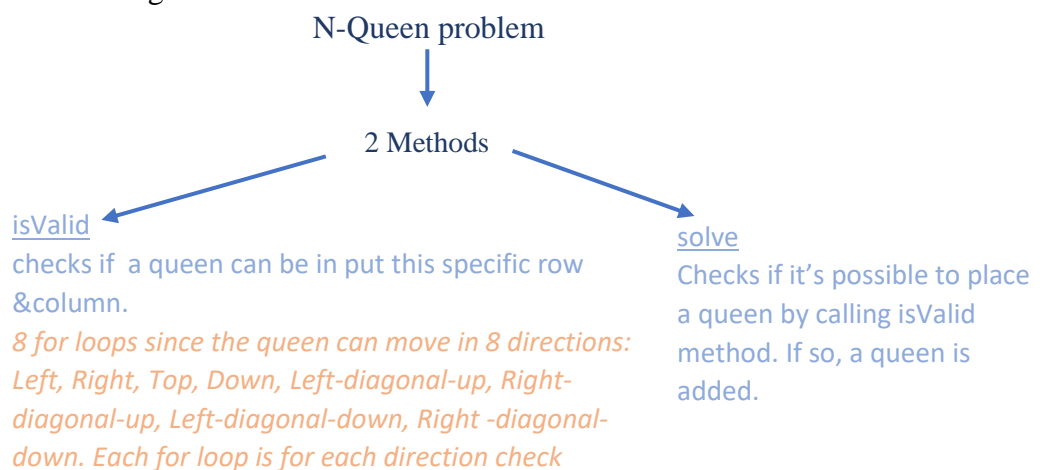 N-Queen problem
2 Methods
isValid
checks if a queen can be in put this specific row
&column.
8 for loops since the queen can move in 8 directions:
Left, Right, Top, Down, Left-diagonal-up, Right-
diagonal-up, Left-diagonal-down, Right -diagonal-
down. Each for loop is for each direction check
solve
Checks if it's possible to place
a queen by calling isValid
method. If so, a queen is
added.